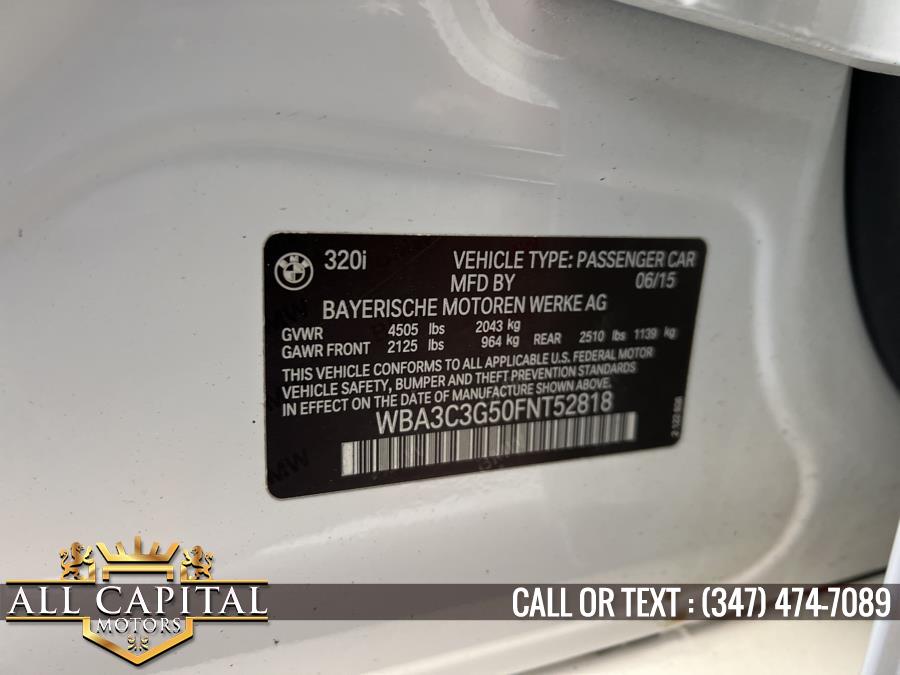 320i VEHICLE TYPE: PASSENGER CAR
MFD BY 06/15
BAYERISCHE MOTOREN WERKE AG
GVWR 4505 lbs 2043 kg
GAWR FRONT 2125 lbs 964 kg REAR 2510 lbs 1139 kg
THIS VEHICLE CONFORMS TO ALL APPLICABLE U.S. FEDERAL MOTOR
VEHICLE SAFETY, BUMPER AND THEFT PREVENTION STANDARDS
IN EFFECT ON THE DATE OF MANUFACTURE SHOWN ABOVE.
WBA3C3G50FNT52818
ALL CAPITAL
MOTORS
CALL OR TEXT : (347) 474-7089